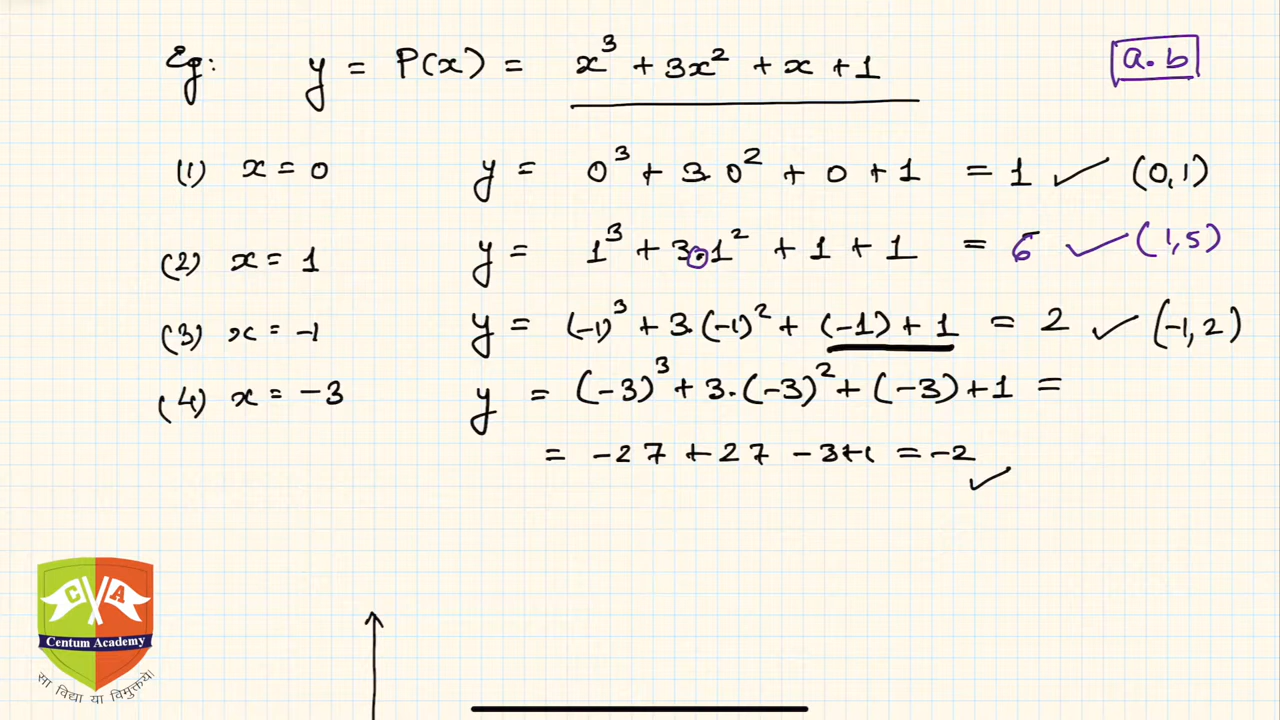 Eg: y = P(x) = x³ + 3x² + x + 1
a.b
(1) x = 0 y = 0³ + 3.0² + 0 + 1 = 1 ✓ (0,1)
(2) x = 1 y = 1³ + 3.1² + 1 + 1 = 6 ✓ (1,5)
(3) x = -1 y = (-1)³ + 3.(-1)² + (-1) + 1 = 2 ✓ (-1,2)
(4) x = -3 y = (-3)³ + 3.(-3)² + (-3) + 1 =
= -27 + 27 - 3 + 1 = -2 ✓
C A
Centum Academy
सा विद्या या विमुक्तये।